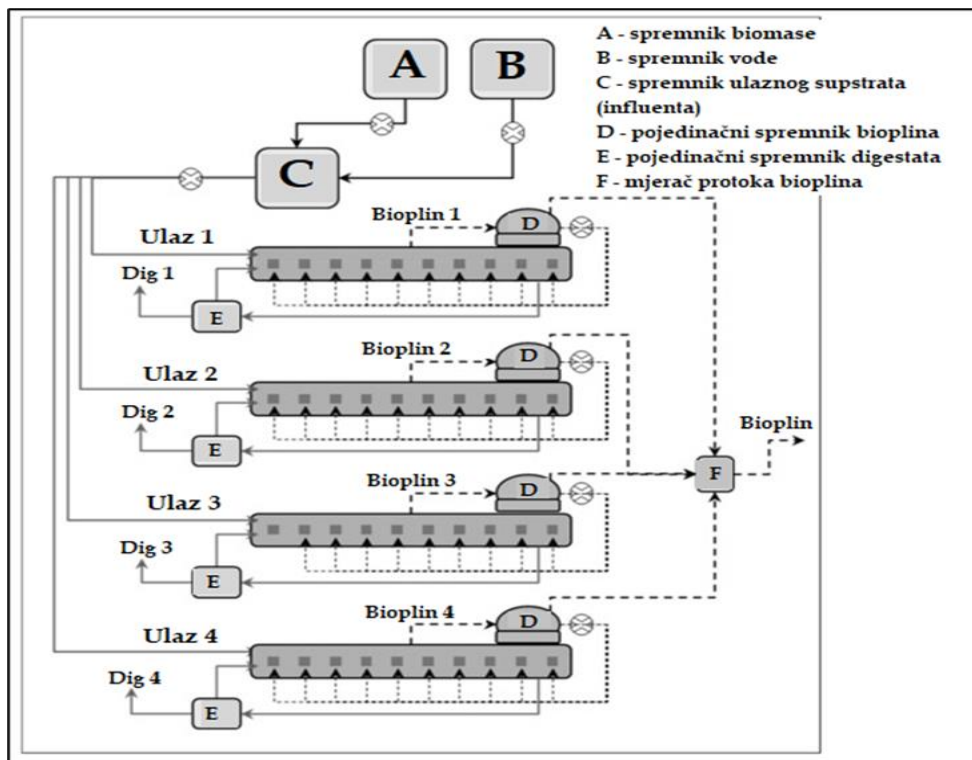 A - spremnik biomase
B - spremnik vode
C - spremnik ulaznog supstrata
(influenta)
D - pojedinačni spremnik bioplina
E - pojedinačni spremnik digestata
F - mjerač protoka bioplina
A
B
C
Bioplin 1
D
Ulaz 1
Dig 1
E
Bioplin 2
D
Ulaz 2
Dig 2
E
Bioplin
F
Bioplin 3
D
Ulaz 3
Dig 3
E
Bioplin 4
D
Ulaz 4
Dig 4
E